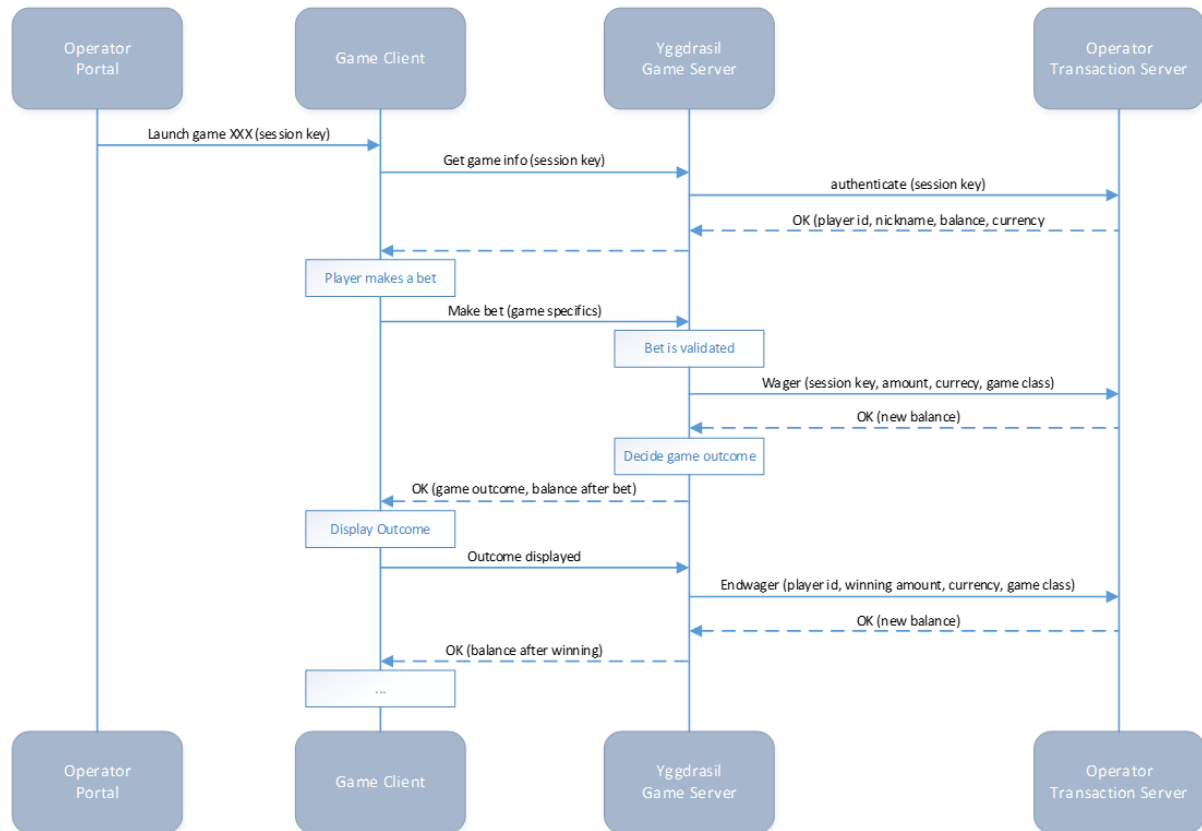 Operator
Portal
Game Client
Yggdrasil
Game Server
Operator
Transaction Server
Launch game XXX (session key)
Get game info (session key)
authenticate (session key)
OK (player id, nickname, balance, currency
Player makes a bet
Make bet (game specifics)
Bet is validated
Wager (session key, amount, currecy, game class)
OK (new balance)
Decide game outcome
OK (game outcome, balance after bet)
Display Outcome
Outcome displayed
Endwager (player id, winning amount, currency, game class)
OK (new balance)
OK (balance after winning)
...
Operator
Portal
Game Client
Yggdrasil
Game Server
Operator
Transaction Server